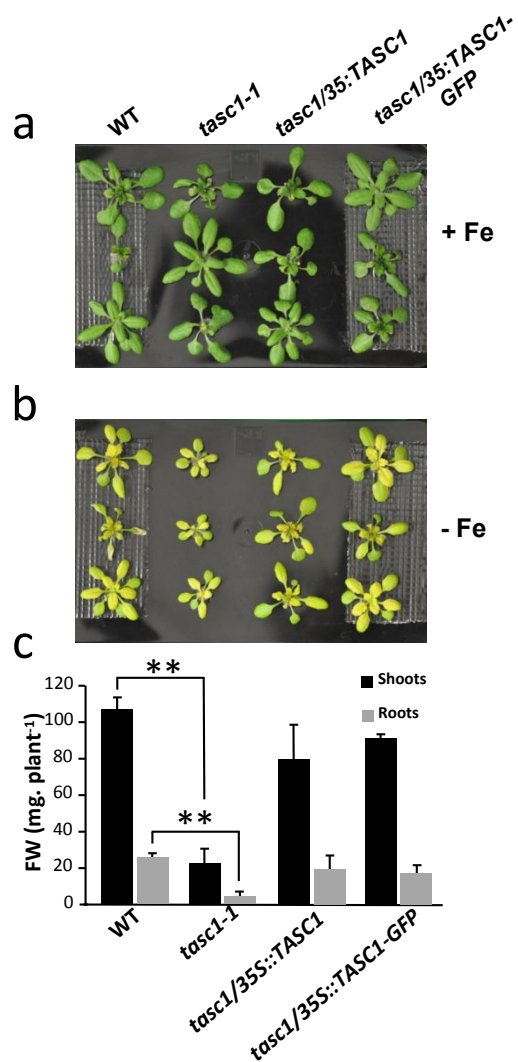 WT
tasc1-1
tasc1/35:TASC1
tasc1/35:TASC1-
GFP
a
+ Fe
b
- Fe
c
**
**
Shoots
Roots
FW (mg. plant-1)
120
100
80
60
40
20
0
WT
tasc1-1
tasc1/35S::TASC1
tasc1/35S::TASC1-GFP